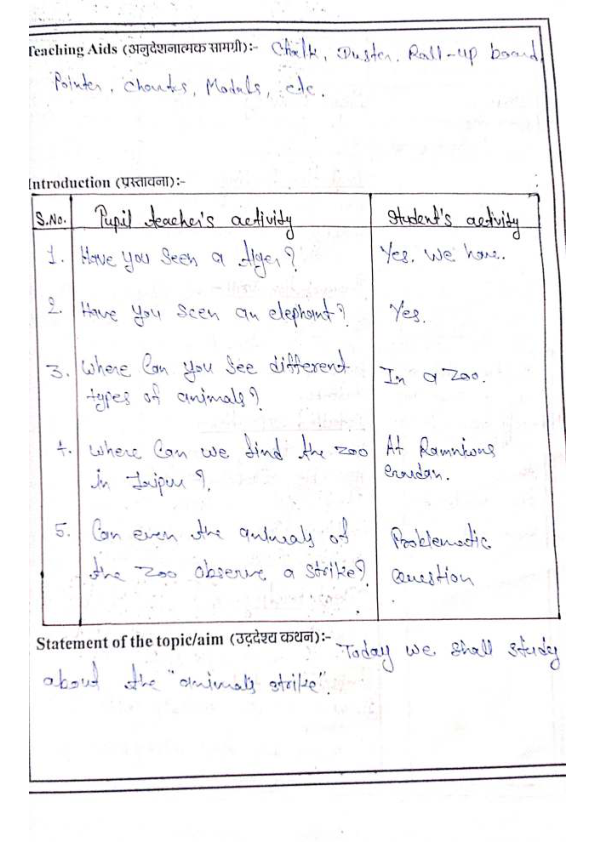 Teaching Aids (अनुदेशनात्मक सामग्री):- Chalk, Duster. Roll-up board,
Pointer, Charts, Models, etc.
Introduction (प्रस्तावना):-
S.No. Pupil teacher's activity Student's activity
1. Have you seen a tiger? Yes. We have.
2. Have you seen an elephant? Yes.
3. Where Can you see different In a Zoo.
types of animals?
4. Where Can we find the zoo At Ramniwas
in Jaipur? Garden.
5. Can even the animals of Problematic
the zoo observe a strike? Question
Statement of the topic/aim (उद्देश्य कथन):- Today we shall study
about the "animal's strike".